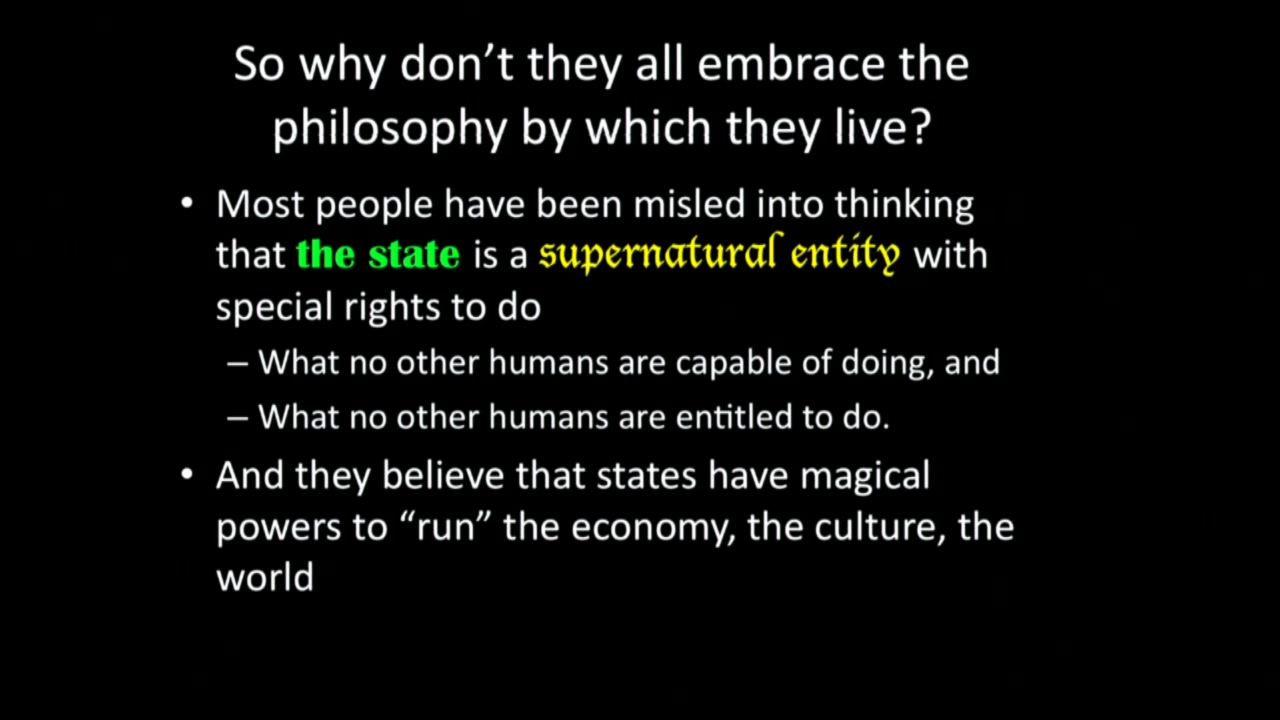 So why don’t they all embrace the
philosophy by which they live?
• Most people have been misled into thinking
that the state is a supernatural entity with
special rights to do
– What no other humans are capable of doing, and
– What no other humans are entitled to do.
• And they believe that states have magical
powers to “run” the economy, the culture, the
world